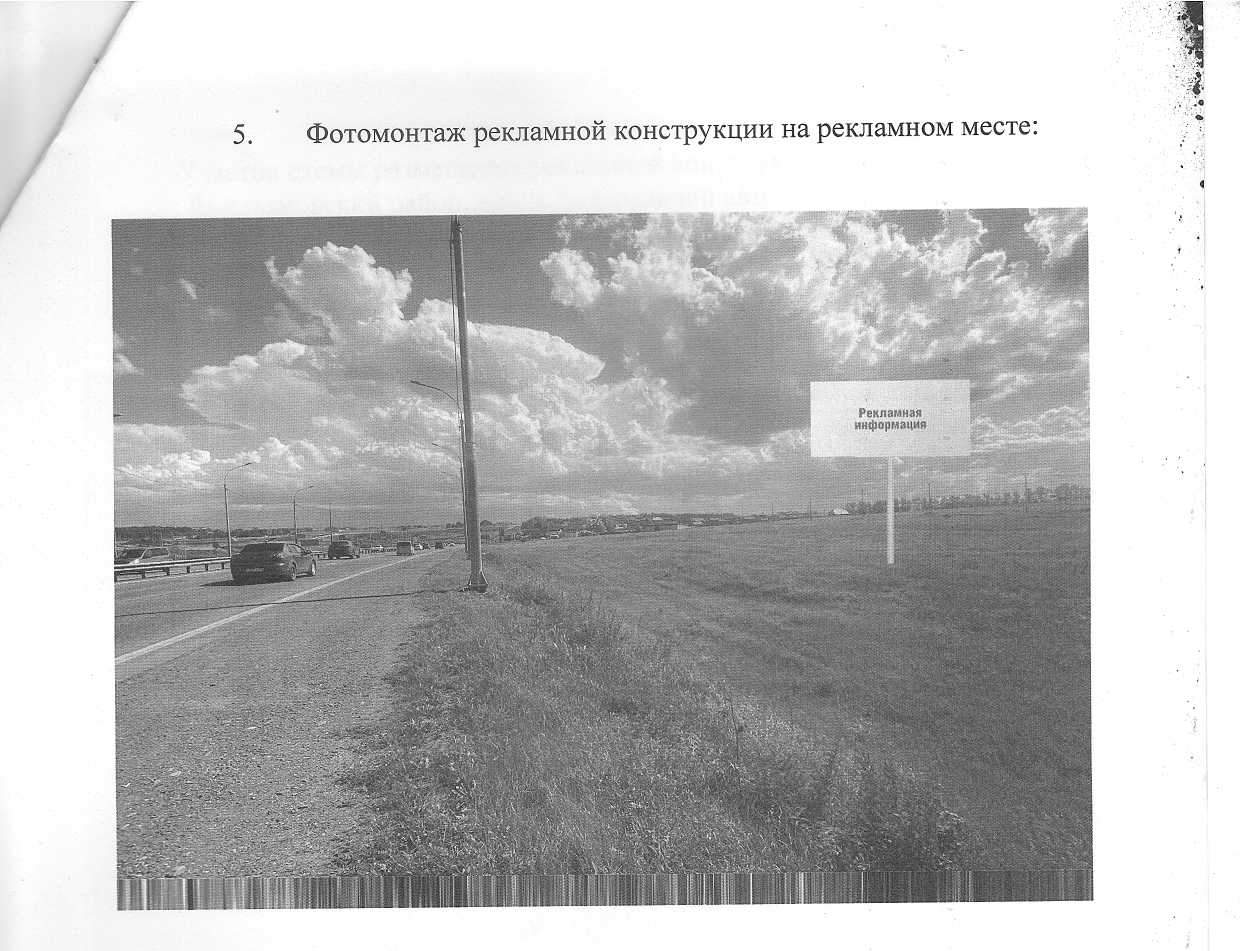 5. Фотомонтаж рекламной конструкции на рекламном месте:
Рекламная
информация